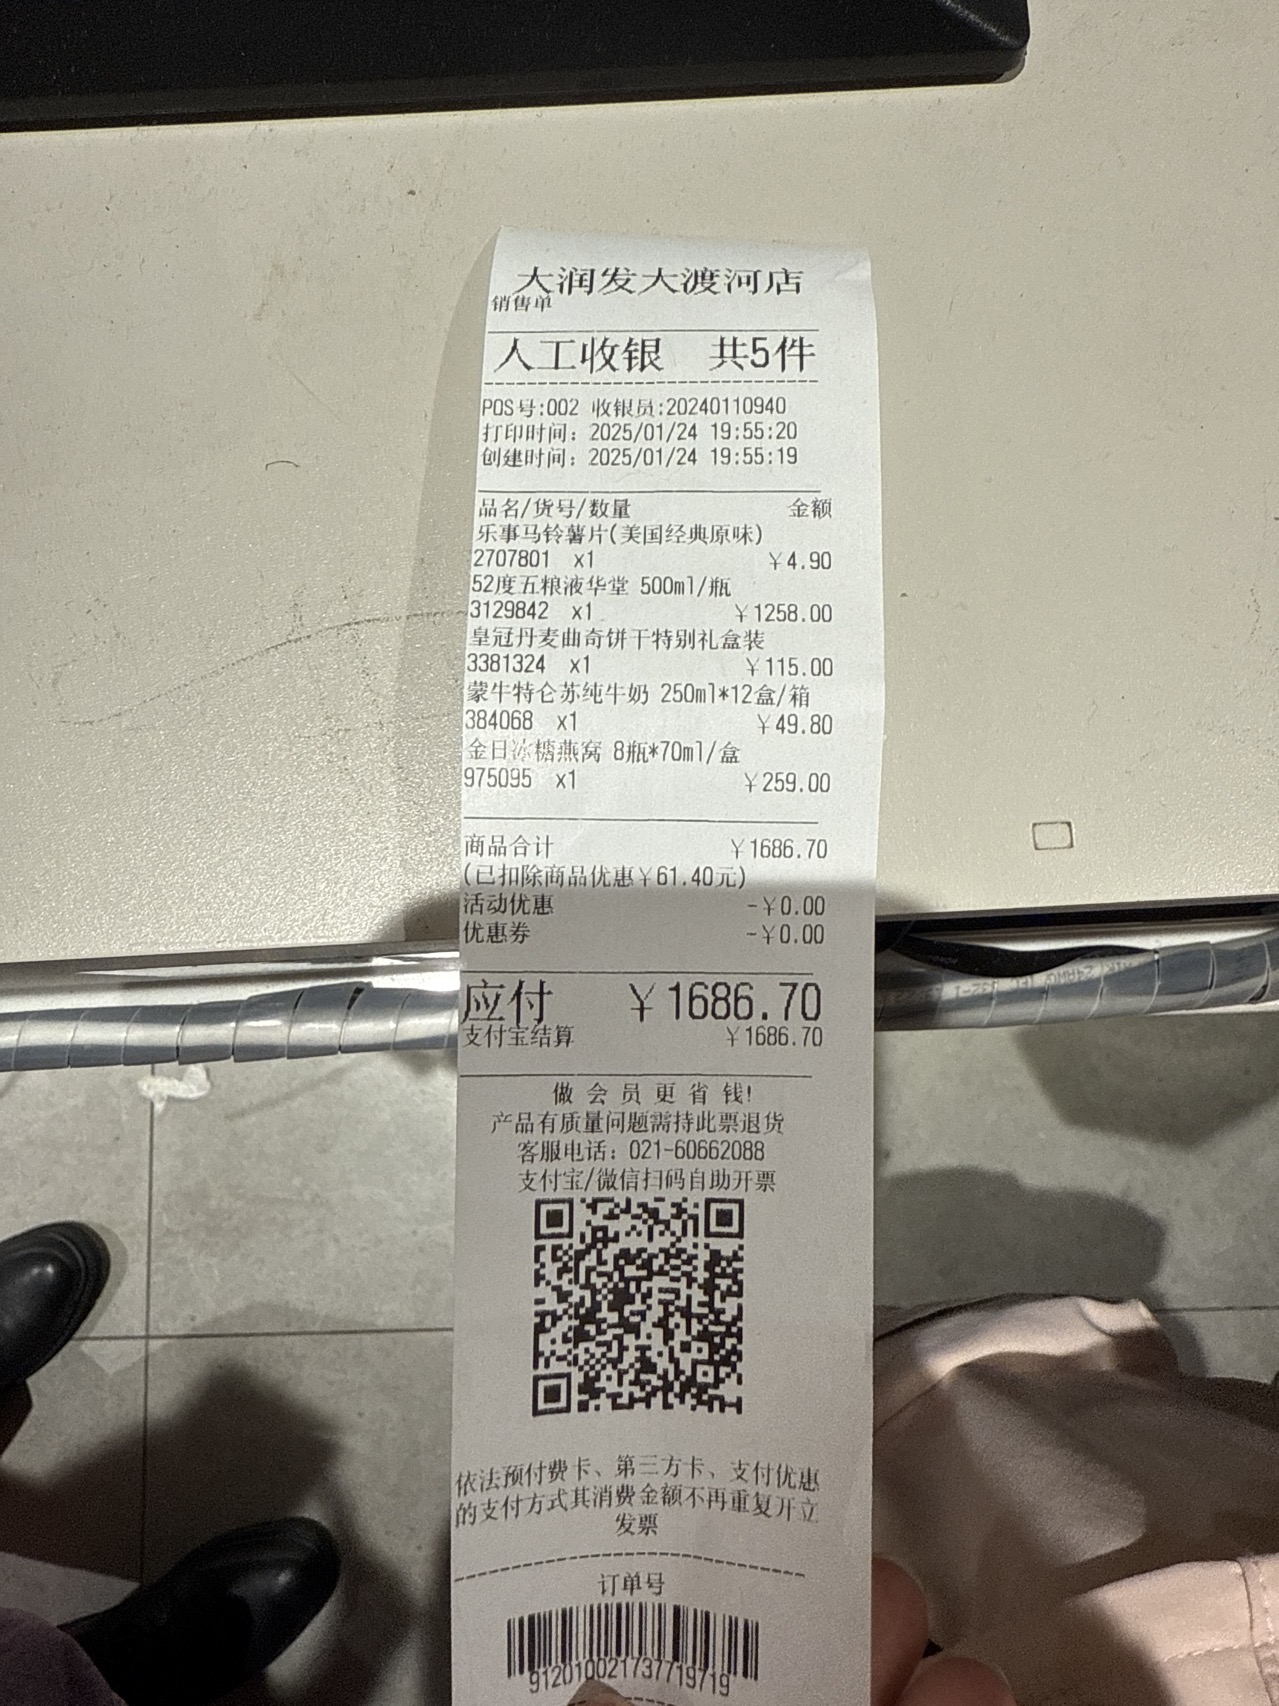 大润发大渡河店
销售单
人工收银 共5件
POS号:002 收银员:20240110940
打印时间: 2025/01/24 19:55:20
创建时间: 2025/01/24 19:55:19
品名/货号/数量 金额
乐事马铃薯片(美国经典原味)
2707801 x1 ￥4.90
52度五粮液华堂 500ml/瓶
3129842 x1 ￥1258.00
皇冠丹麦曲奇饼干特别礼盒装
3381324 x1 ￥115.00
蒙牛特仑苏纯牛奶 250ml*12盒/箱
384068 x1 ￥49.80
金日冰糖燕窝 8瓶*70ml/盒
975095 x1 ￥259.00
商品合计 ￥1686.70
(已扣除商品优惠￥61.40元)
活动优惠 -￥0.00
优惠券 -￥0.00
应付 ￥1686.70
支付宝结算 ￥1686.70
做会员更省钱!
产品有质量问题需持此票退货
客服电话: 021-60662088
支付宝/微信扫码自助开票
依法预付费卡、第三方卡、支付优惠
的支付方式其消费金额不再重复开立
发票
订单号
9120100217377​19719